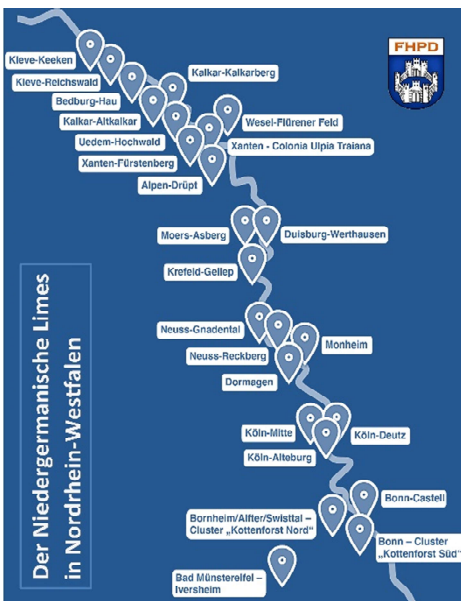 FHPD
Kleve-Keeken
Kleve-Reichswald
Kalkar-Kalkarberg
Bedburg-Hau
Kalkar-Altkalkar
Wesel-Flürener Feld
Uedem-Hochwald
Xanten - Colonia Ulpia Traiana
Xanten-Fürstenberg
Alpen-Drüpt
Moers-Asberg
Duisburg-Werthausen
Krefeld-Gellep
Neuss-Gnadental
Monheim
Neuss-Reckberg
Dormagen
Köln-Mitte
Köln-Deutz
Köln-Alteburg
Bonn-Castell
Bornheim/Alfter/Swisttal –
Cluster „Kottenforst Nord“
Bonn – Cluster
„Kottenforst Süd“
Bad Münstereifel –
Iversheim
Der Niedergermanische Limes
in Nordrhein-Westfalen